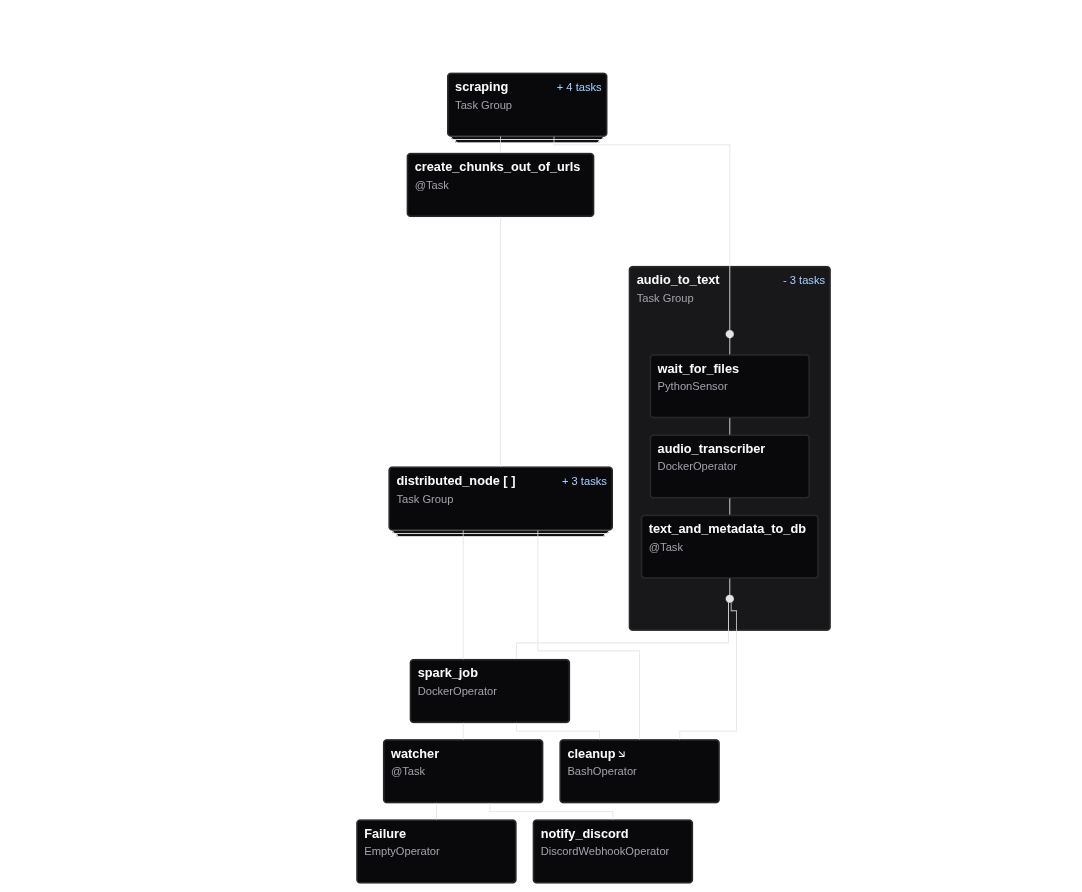 scraping + 4 tasks
Task Group
create_chunks_out_of_urls
@Task
audio_to_text - 3 tasks
Task Group
wait_for_files
PythonSensor
audio_transcriber
DockerOperator
distributed_node [ ] + 3 tasks
Task Group
text_and_metadata_to_db
@Task
spark_job
DockerOperator
watcher
@Task
cleanup
BashOperator
Failure
EmptyOperator
notify_discord
DiscordWebhookOperator